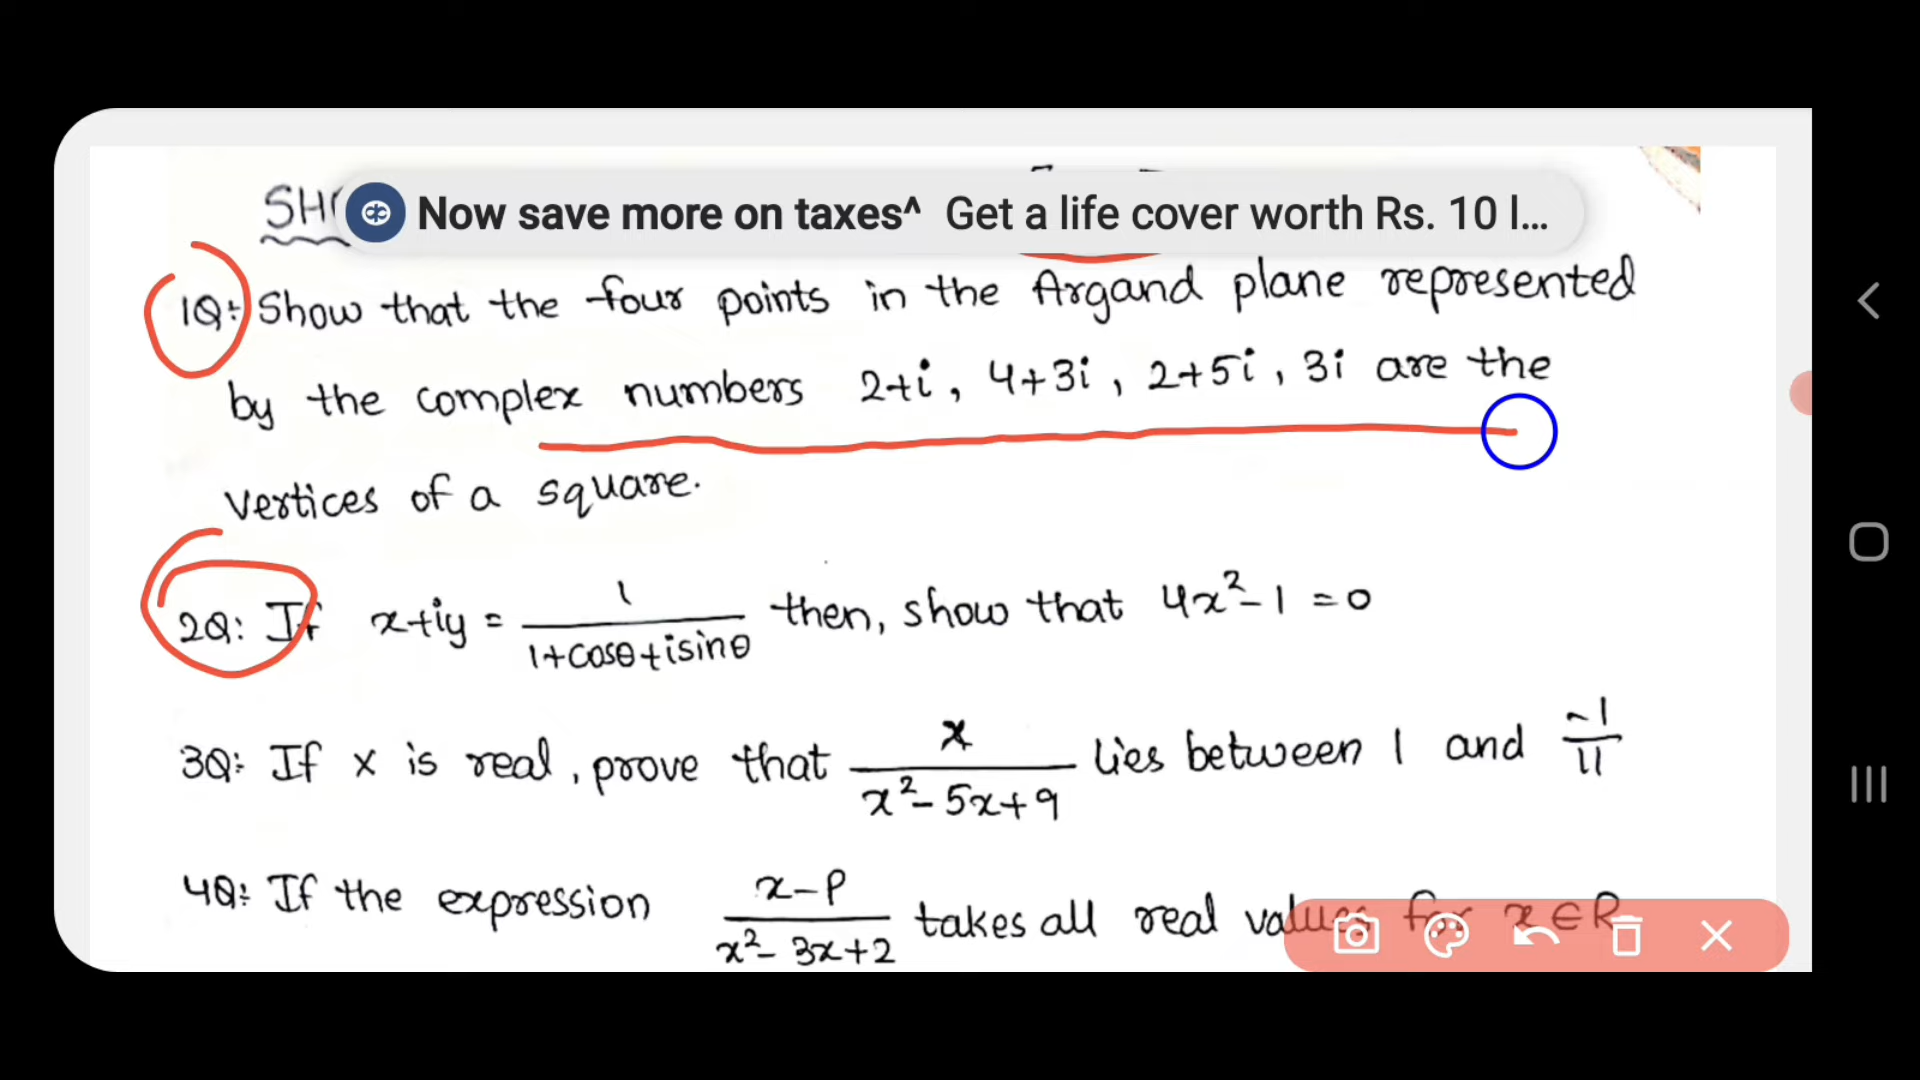 Now save more on taxes^ Get a life cover worth Rs. 10 l...
1Q: Show that the four points in the Argand plane represented
by the complex numbers 2+i, 4+3i, 2+5i, 3i are the
vertices of a square.
2Q: If x+iy = 1/(1+cosθ+isinθ) then, show that 4x²-1=0
3Q: If x is real, prove that x/(x²-5x+9) lies between 1 and -1/11
4Q: If the expression x-P/(x²-3x+2) takes all real values for x∈R